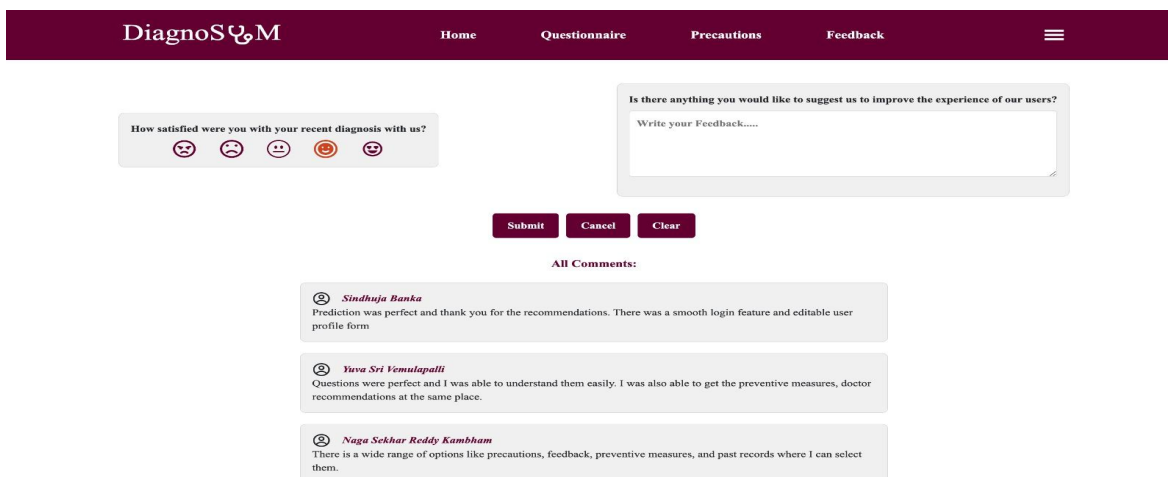 DiagnoSyM
Home Questionnaire Precautions Feedback
How satisfied were you with your recent diagnosis with us?
Is there anything you would like to suggest us to improve the experience of our users?
Write your Feedback.....
Submit Cancel Clear
All Comments:
Sindhuja Banka
Prediction was perfect and thank you for the recommendations. There was a smooth login feature and editable user
profile form
Yuva Sri Vemulapalli
Questions were perfect and I was able to understand them easily. I was also able to get the preventive measures, doctor
recommendations at the same place.
Naga Sekhar Reddy Kambham
There is a wide range of options like precautions, feedback, preventive measures, and past records where I can select
them.